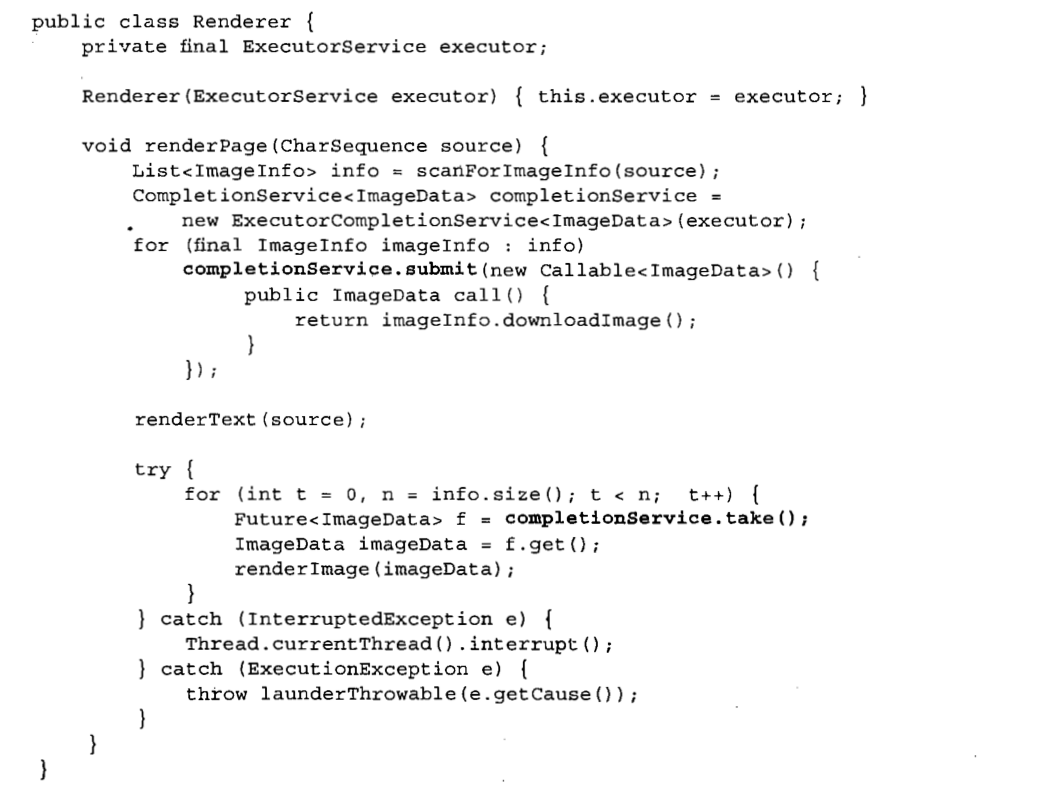 public class Renderer {
    private final ExecutorService executor;

    Renderer(ExecutorService executor) { this.executor = executor; }

    void renderPage(CharSequence source) {
        List<ImageInfo> info = scanForImageInfo(source);
        CompletionService<ImageData> completionService =
            new ExecutorCompletionService<ImageData>(executor);
        for (final ImageInfo imageInfo : info)
            completionService.submit(new Callable<ImageData>() {
                public ImageData call() {
                    return imageInfo.downloadImage();
                }
            });

        renderText(source);

        try {
            for (int t = 0, n = info.size(); t < n;  t++) {
                Future<ImageData> f = completionService.take();
                ImageData imageData = f.get();
                renderImage(imageData);
            }
        } catch (InterruptedException e) {
            Thread.currentThread().interrupt();
        } catch (ExecutionException e) {
            throw launderThrowable(e.getCause());
        }
    }
}